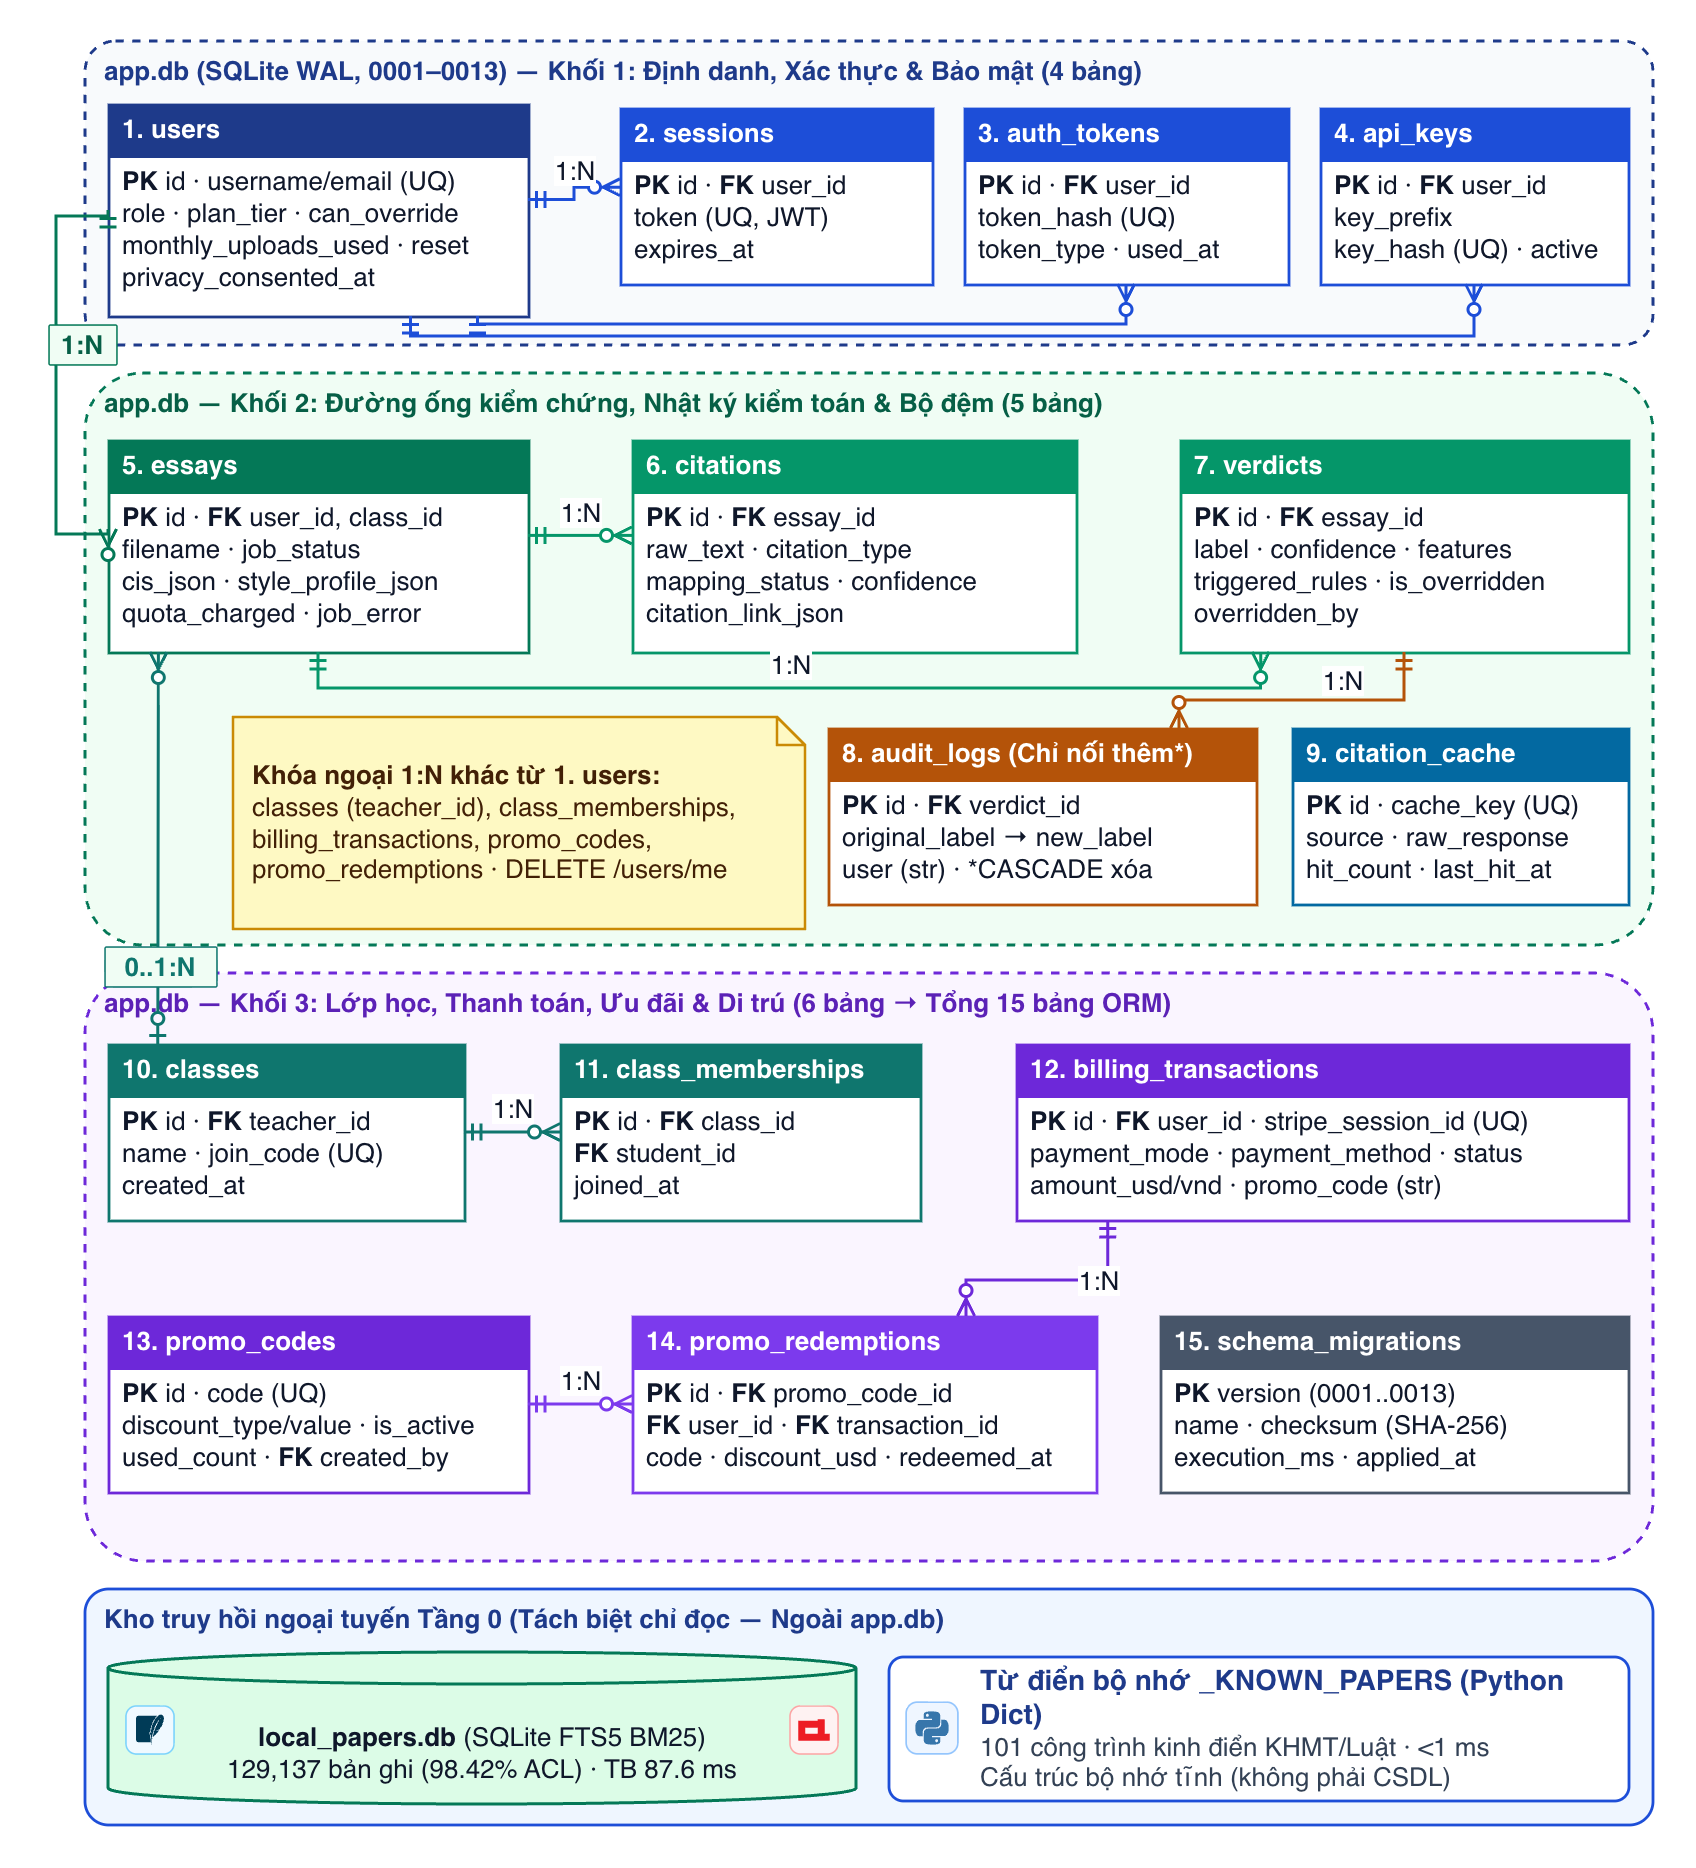 app.db (SQLite WAL, 0001–0013) — Khối 1: Định danh, Xác thực & Bảo mật (4 bảng)
1. users
PK id · username/email (UQ)
role · plan_tier · can_override
monthly_uploads_used · reset
privacy_consented_at
1:N
2. sessions
PK id · FK user_id
token (UQ, JWT)
expires_at
3. auth_tokens
PK id · FK user_id
token_hash (UQ)
token_type · used_at
4. api_keys
PK id · FK user_id
key_prefix
key_hash (UQ) · active
1:N
app.db — Khối 2: Đường ống kiểm chứng, Nhật ký kiểm toán & Bộ đệm (5 bảng)
5. essays
PK id · FK user_id, class_id
filename · job_status
cis_json · style_profile_json
quota_charged · job_error
1:N
6. citations
PK id · FK essay_id
raw_text · citation_type
mapping_status · confidence
citation_link_json
7. verdicts
PK id · FK essay_id
label · confidence · features
triggered_rules · is_overridden
overridden_by
1:N
1:N
Khóa ngoại 1:N khác từ 1. users:
classes (teacher_id), class_memberships,
billing_transactions, promo_codes,
promo_redemptions · DELETE /users/me
8. audit_logs (Chỉ nối thêm*)
PK id · FK verdict_id
original_label → new_label
user (str) · *CASCADE xóa
9. citation_cache
PK id · cache_key (UQ)
source · raw_response
hit_count · last_hit_at
0..1:N
app.db — Khối 3: Lớp học, Thanh toán, Ưu đãi & Di trú (6 bảng → Tổng 15 bảng ORM)
10. classes
PK id · FK teacher_id
name · join_code (UQ)
created_at
1:N
11. class_memberships
PK id · FK class_id
FK student_id
joined_at
12. billing_transactions
PK id · FK user_id · stripe_session_id (UQ)
payment_mode · payment_method · status
amount_usd/vnd · promo_code (str)
1:N
13. promo_codes
PK id · code (UQ)
discount_type/value · is_active
used_count · FK created_by
1:N
14. promo_redemptions
PK id · FK promo_code_id
FK user_id · FK transaction_id
code · discount_usd · redeemed_at
15. schema_migrations
PK version (0001..0013)
name · checksum (SHA-256)
execution_ms · applied_at
Kho truy hồi ngoại tuyến Tầng 0 (Tách biệt chỉ đọc — Ngoài app.db)
local_papers.db (SQLite FTS5 BM25)
129,137 bản ghi (98.42% ACL) · TB 87.6 ms
Từ điển bộ nhớ _KNOWN_PAPERS (Python
Dict)
101 công trình kinh điển KHMT/Luật · <1 ms
Cấu trúc bộ nhớ tĩnh (không phải CSDL)